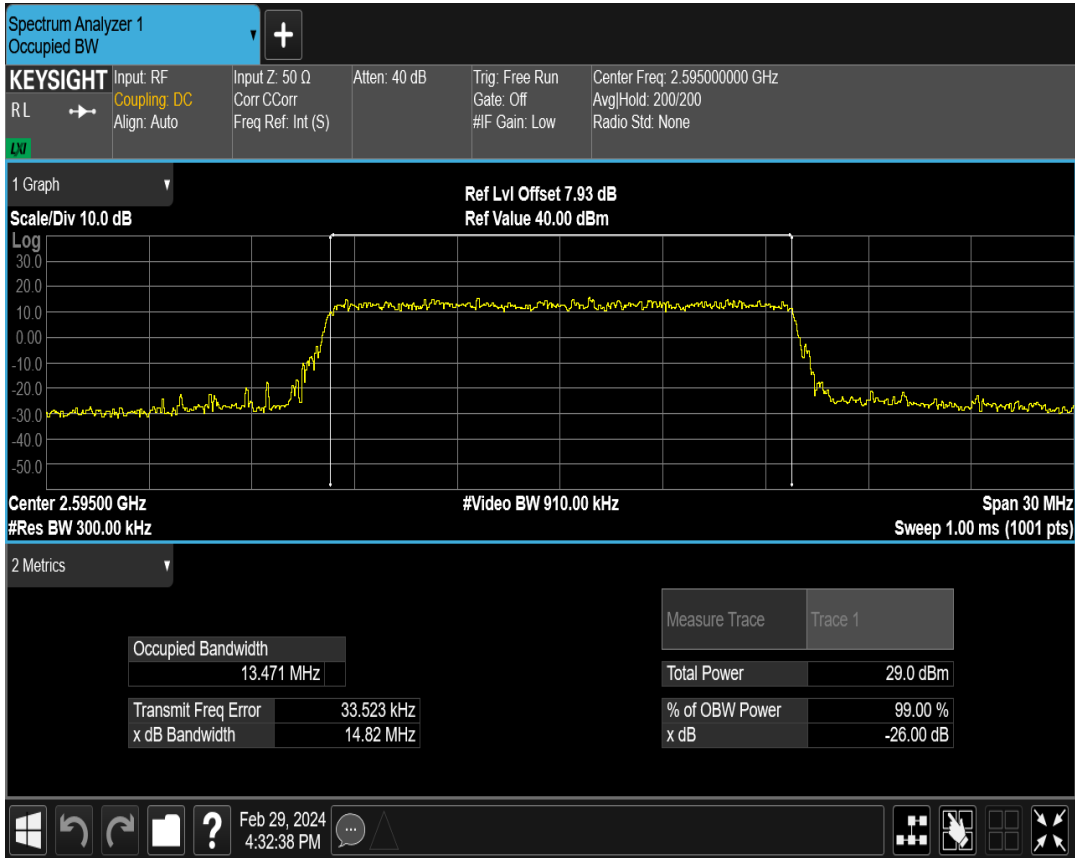 Spectrum Analyzer 1
Occupied BW
KEYSIGHT
RL
LXI
Input: RF
Coupling: DC
Align: Auto
Input Z: 50 Ω
Corr CCorr
Freq Ref: Int (S)
Atten: 40 dB
Trig: Free Run
Gate: Off
#IF Gain: Low
Center Freq: 2.595000000 GHz
Avg|Hold: 200/200
Radio Std: None
1 Graph
Scale/Div 10.0 dB
Ref Lvl Offset 7.93 dB
Ref Value 40.00 dBm
Log
30.0
20.0
10.0
0.00
-10.0
-20.0
-30.0
-40.0
-50.0
Center 2.59500 GHz
#Video BW 910.00 kHz
Span 30 MHz
#Res BW 300.00 kHz
Sweep 1.00 ms (1001 pts)
2 Metrics
Measure Trace Trace 1
Occupied Bandwidth
13.471 MHz
Total Power 29.0 dBm
Transmit Freq Error 33.523 kHz
% of OBW Power 99.00 %
x dB Bandwidth 14.82 MHz
x dB -26.00 dB
?
Feb 29, 2024
4:32:38 PM